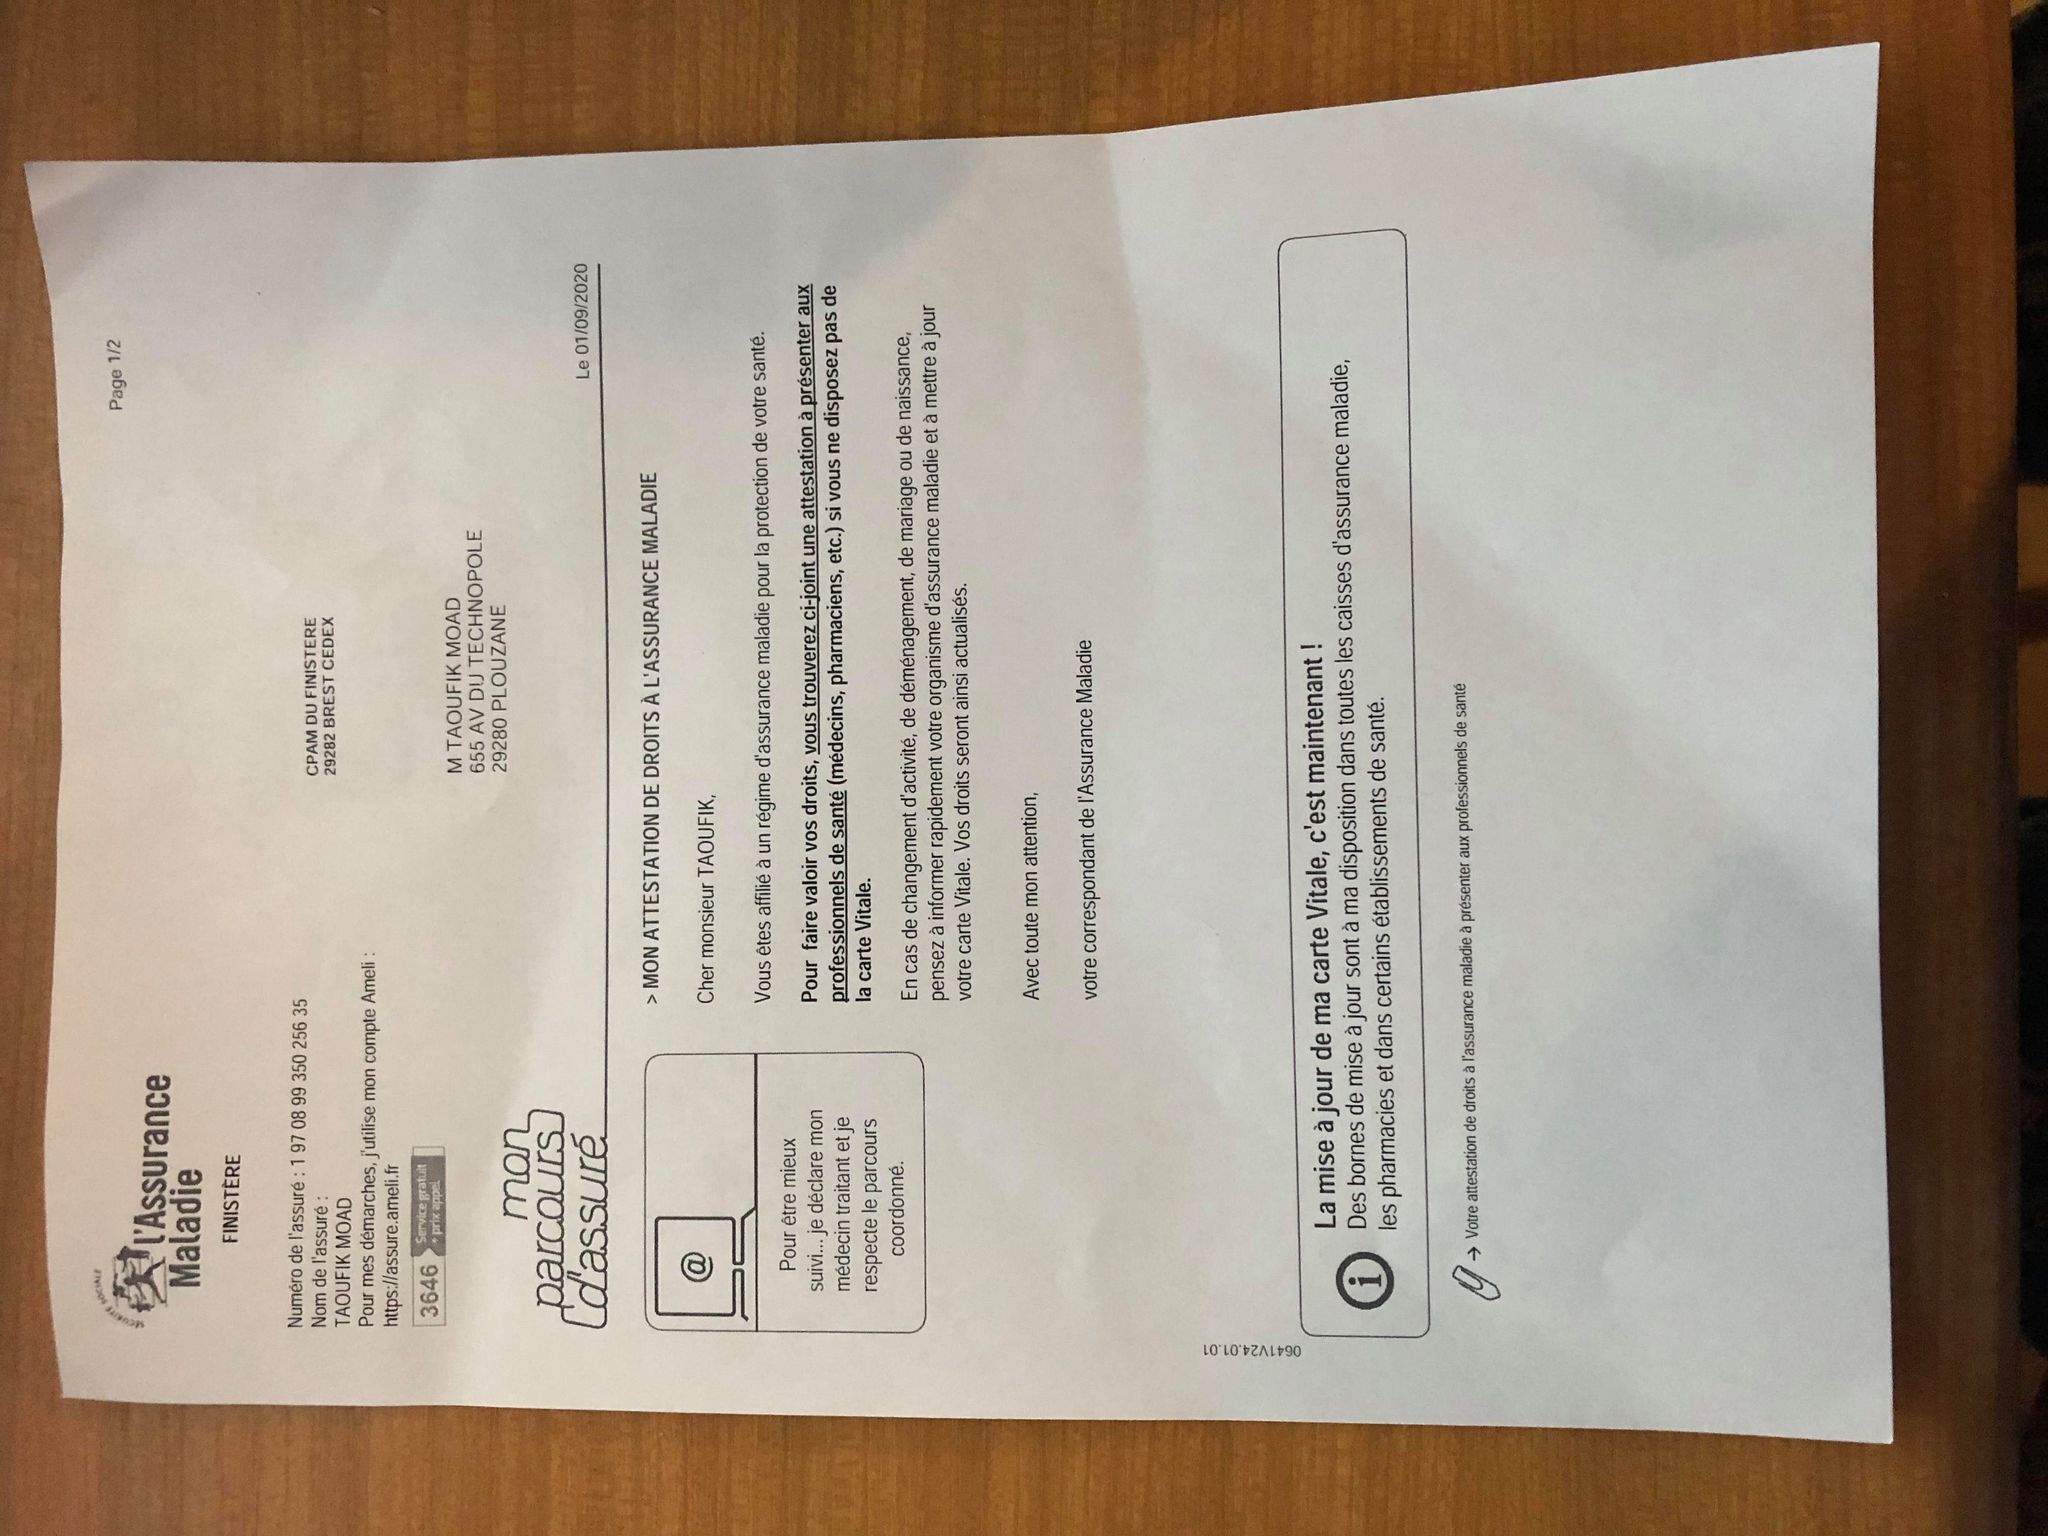 Page 1/2
SÉCURITÉ SOCIALE
l'Assurance
Maladie
FINISTÈRE
Numéro de l'assuré : 1 97 08 99 350 256 35
Nom de l'assuré :
TAOUFIK MOAD
Pour mes démarches, j'utilise mon compte Ameli :
https://assure.ameli.fr
3646 Service gratuit
+ prix appel
CPAM DU FINISTERE
29282 BREST CEDEX
M TAOUFIK MOAD
655 AV DU TECHNOPOLE
29280 PLOUZANE
mon
parcours
d'assuré
Le 01/09/2020
@
Pour être mieux
suivi... je déclare mon
médecin traitant et je
respecte le parcours
coordonné.
> MON ATTESTATION DE DROITS À L'ASSURANCE MALADIE
Cher monsieur TAOUFIK,
Vous êtes affilié à un régime d'assurance maladie pour la protection de votre santé.
Pour faire valoir vos droits, vous trouverez ci-joint une attestation à présenter aux
professionnels de santé (médecins, pharmaciens, etc.) si vous ne disposez pas de
la carte Vitale.
En cas de changement d'activité, de déménagement, de mariage ou de naissance,
pensez à informer rapidement votre organisme d'assurance maladie et à mettre à jour
votre carte Vitale. Vos droits seront ainsi actualisés.
Avec toute mon attention,
votre correspondant de l'Assurance Maladie
0641V24.01.01
i
La mise à jour de ma carte Vitale, c'est maintenant !
Des bornes de mise à jour sont à ma disposition dans toutes les caisses d'assurance maladie,
les pharmacies et dans certains établissements de santé.
→ Votre attestation de droits à l'assurance maladie à présenter aux professionnels de santé